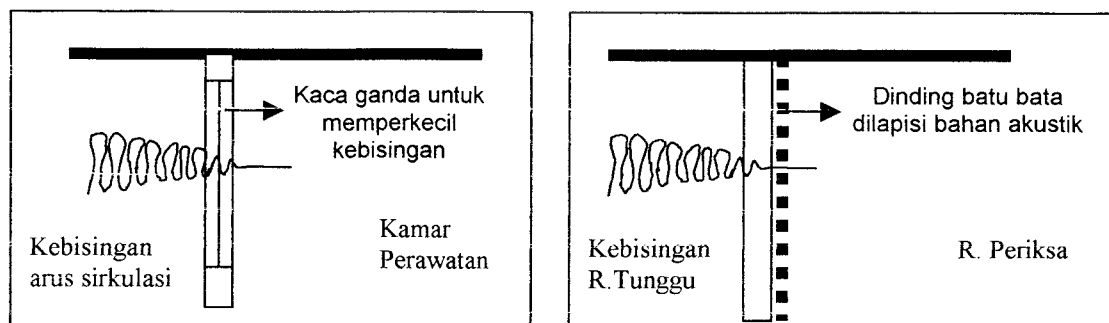 Kaca ganda untuk
memperkecil
kebisingan
Kebisingan
arus sirkulasi
Kamar
Perawatan
Dinding batu bata
dilapisi bahan akustik
Kebisingan
R.Tunggu
R. Periksa